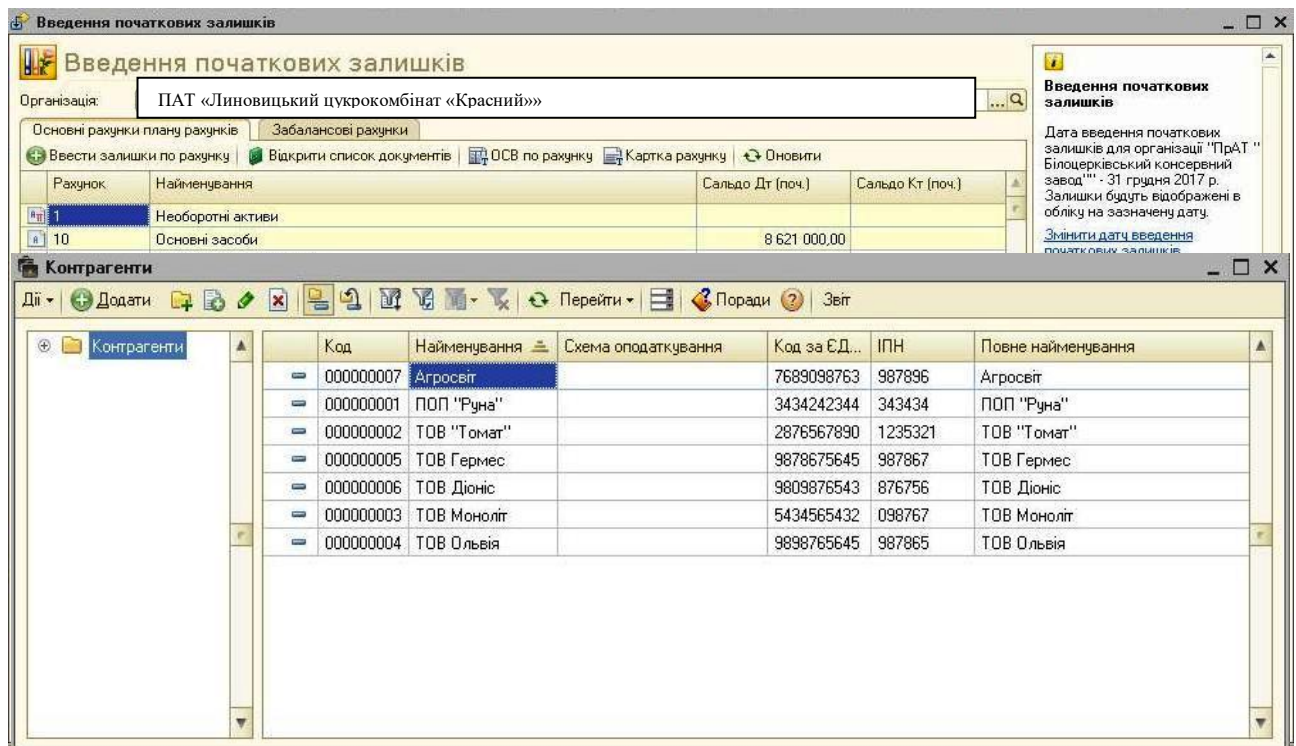 Введення початкових залишків
Введення початкових залишків
Організація: ПАТ «Линовицький цукрокомбінат «Красний»» ...
Основні рахунки плану рахунків Забалансові рахунки
Ввести залишки по рахунку Відкрити список документів ОСВ по рахунку Картка рахунку Оновити
Рахунок Найменування Сальдо Дт (поч.) Сальдо Кт (поч.)
1 Необоротні активи
10 Основні засоби 8 621 000,00
Введення початкових
залишків
Дата введення початкових
залишків для організації "ПрАТ "
Білоцерківський консервний
завод"" - 31 грудня 2017 р.
Залишки будуть відображені в
обліку на зазначену дату.
Змінити дату введення
початкових залишків
Контрагенти
Дії Додати Перейти Поради Звіт
Контрагенти
Код Найменування Схема оподаткування Код за ЄД... ІПН Повне найменування
000000007 Агросвіт 7689098763 987896 Агросвіт
000000001 ПОП "Руна" 3434242344 343434 ПОП "Руна"
000000002 ТОВ "Томат" 2876567890 1235321 ТОВ "Томат"
000000005 ТОВ Гермес 9878675645 987867 ТОВ Гермес
000000006 ТОВ Діоніс 9809876543 876756 ТОВ Діоніс
000000003 ТОВ Моноліт 5434565432 098767 ТОВ Моноліт
000000004 ТОВ Ольвія 9898765645 987865 ТОВ Ольвія